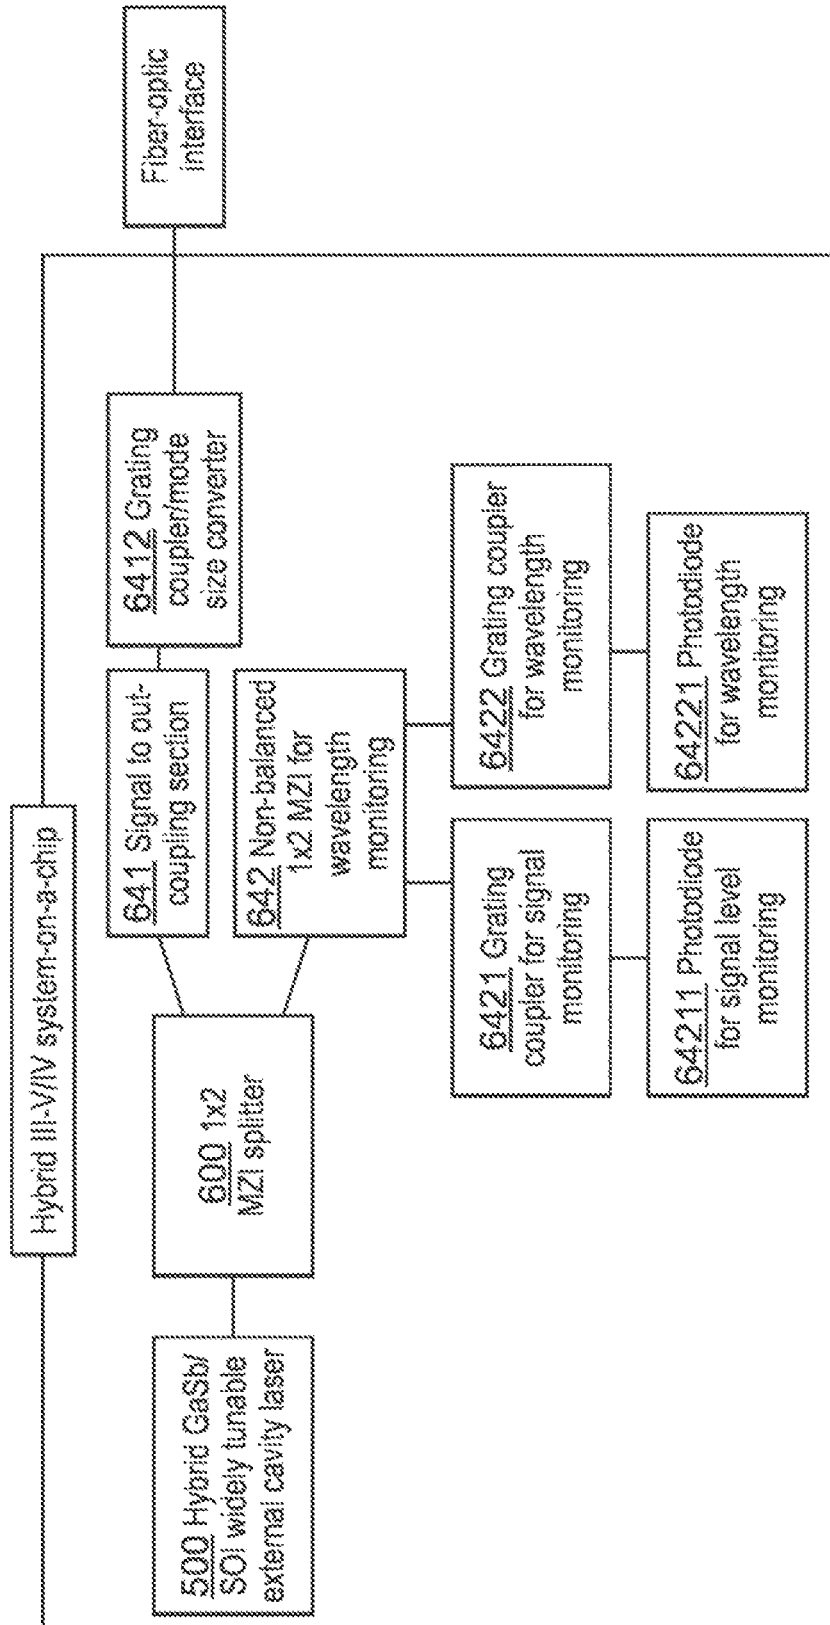 Hybrid III-V/IV system-on-a-chip
500 Hybrid GaSb/
SOI widely tunable
external cavity laser
600 1x2
MZI splitter
641 Signal to out-
coupling section
6412 Grating
coupler/mode
size converter
Fiber-optic
interface
642 Non-balanced
1x2 MZI for
wavelength
monitoring
6421 Grating
coupler for signal
monitoring
6422 Grating coupler
for wavelength
monitoring
64211 Photodiode
for signal level
monitoring
64221 Photodiode
for wavelength
monitoring